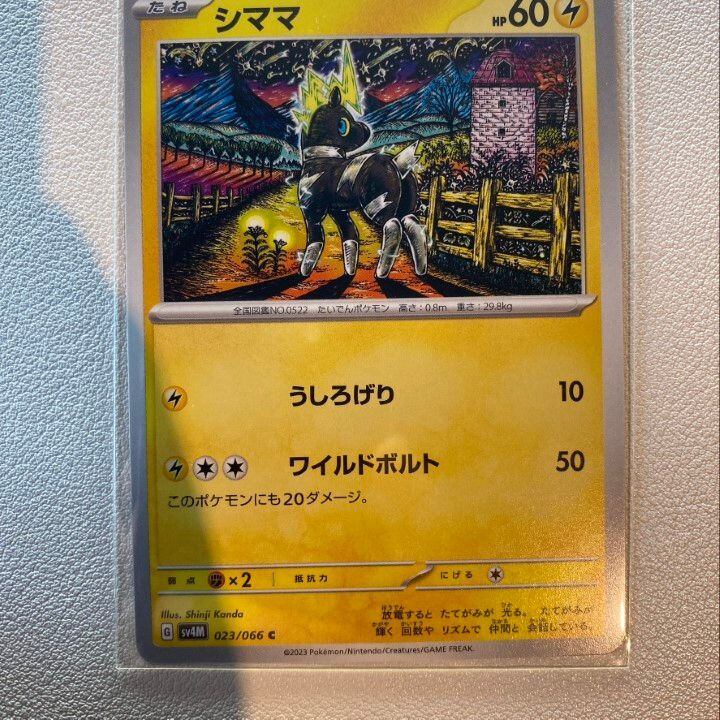 たね シママ HP60
全国図鑑NO.0522 たいでんポケモン 高さ:0.8m 重さ:29.8kg
うしろげり 10
ワイルドボルト 50
このポケモンにも20ダメージ。
弱点 ×2 抵抗力 にげる
Illus. Shinji Kanda
G sv4M 023/066 C
放電すると たてがみが 光る。 たてがみが
輝く 回数や リズムで 仲間と 会話している。
©2023 Pokémon/Nintendo/Creatures/GAME FREAK.